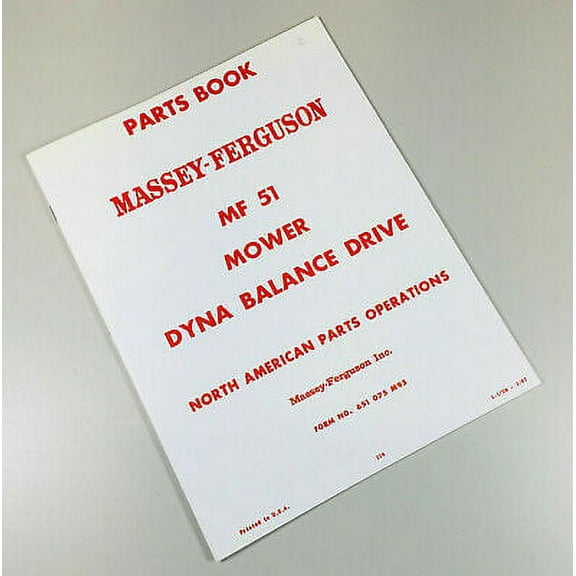 PARTS BOOK
MASSEY-FERGUSON
MF 51
MOWER
DYNA BALANCE DRIVE
NORTH AMERICAN PARTS OPERATIONS
Massey-Ferguson Inc.
FORM NO. 651 075 M93
Printed in U.S.A.